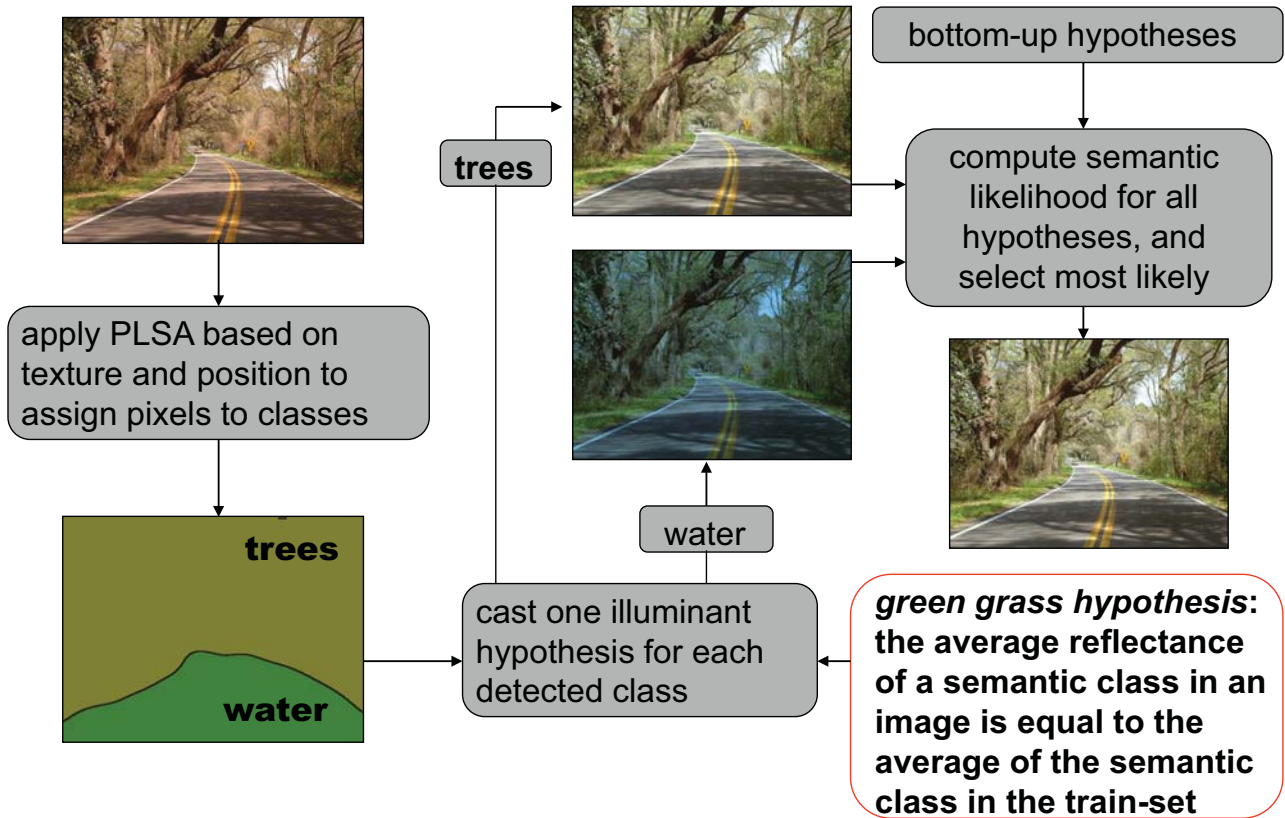 apply PLSA based on
texture and position to
assign pixels to classes
trees
water
trees
water
cast one illuminant
hypothesis for each
detected class
green grass hypothesis:
the average reflectance
of a semantic class in an
image is equal to the
average of the semantic
class in the train-set
bottom-up hypotheses
compute semantic
likelihood for all
hypotheses, and
select most likely